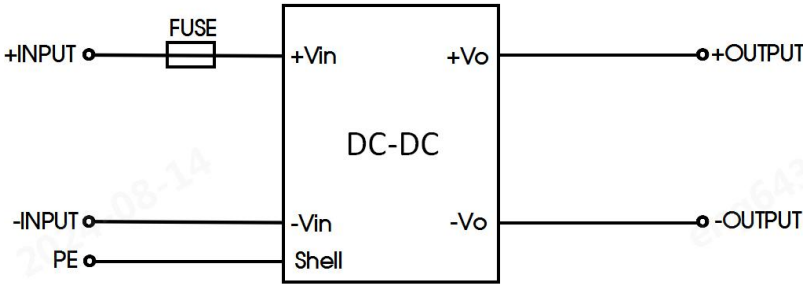 FUSE
+INPUT +Vin +Vo +OUTPUT
DC-DC
-INPUT -Vin -Vo -OUTPUT
PE Shell